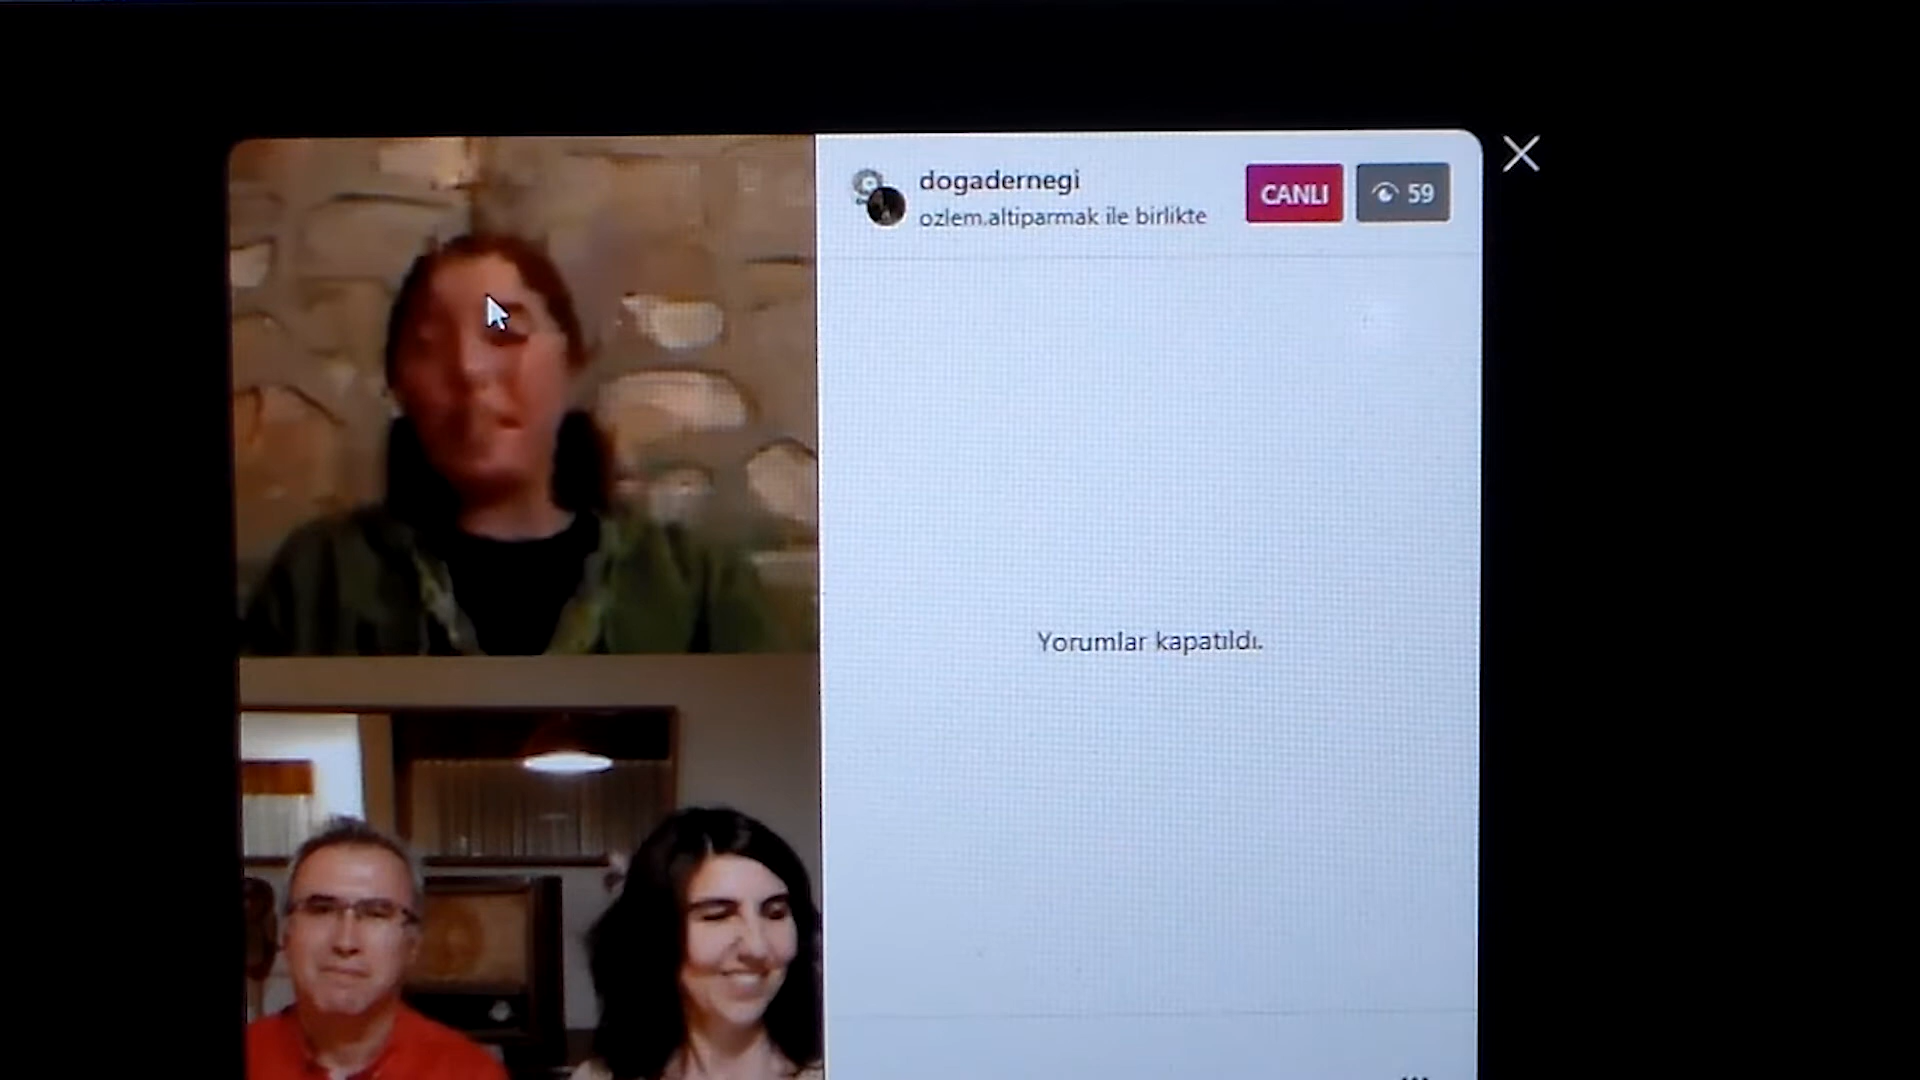 dogadernegi
ozlem.altiparmak ile birlikte
CANLI
59
Yorumlar kapatıldı.